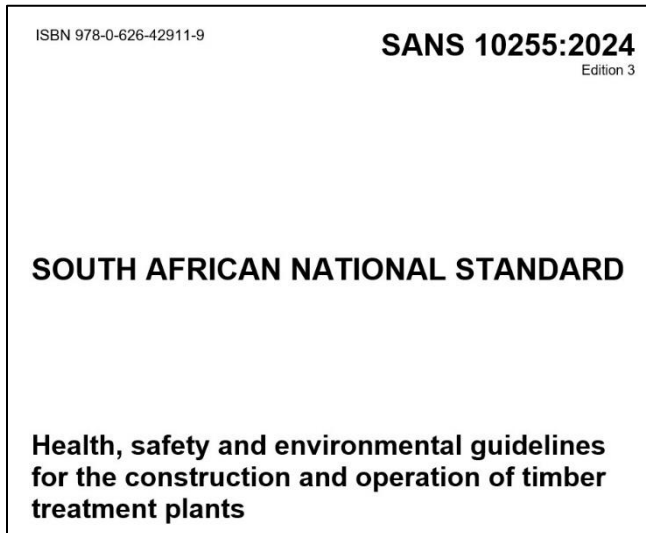 ISBN 978-0-626-42911-9
SANS 10255:2024
Edition 3
SOUTH AFRICAN NATIONAL STANDARD
Health, safety and environmental guidelines
for the construction and operation of timber
treatment plants